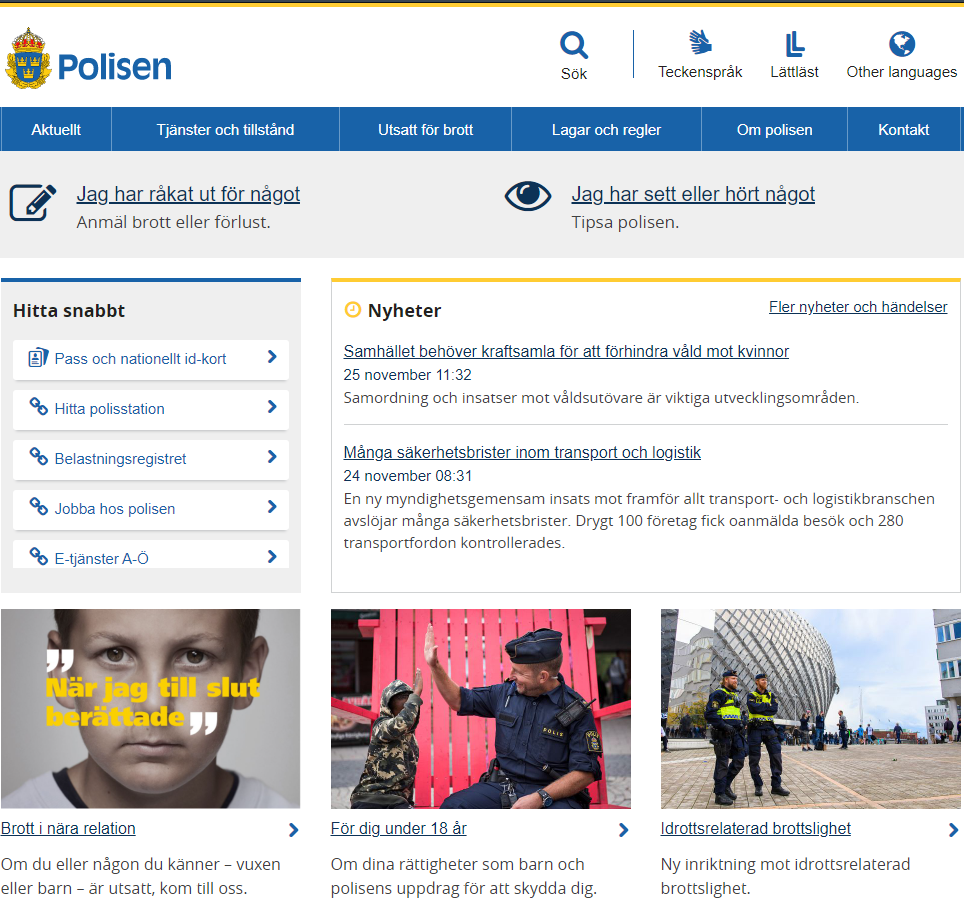 Polisen
Sök
Teckenspråk
Lättläst
Other languages
Aktuellt
Tjänster och tillstånd
Utsatt för brott
Lagar och regler
Om polisen
Kontakt
Jag har råkat ut för något
Anmäl brott eller förlust.
Jag har sett eller hört något
Tipsa polisen.
Hitta snabbt
Pass och nationellt id-kort
Hitta polisstation
Belastningsregistret
Jobba hos polisen
E-tjänster A-Ö
Nyheter
Fler nyheter och händelser
Samhället behöver kraftsamla för att förhindra våld mot kvinnor
25 november 11:32
Samordning och insatser mot våldsutövare är viktiga utvecklingsområden.
Många säkerhetsbrister inom transport och logistik
24 november 08:31
En ny myndighetsgemensam insats mot framför allt transport- och logistikbranschen
avslöjar många säkerhetsbrister. Drygt 100 företag fick oanmälda besök och 280
transportfordon kontrollerades.
”När jag till slut
berättade”
Brott i nära relation
Om du eller någon du känner – vuxen
eller barn – är utsatt, kom till oss.
POLIS
För dig under 18 år
Om dina rättigheter som barn och
polisens uppdrag för att skydda dig.
Idrottsrelaterad brottslighet
Ny inriktning mot idrottsrelaterad
brottslighet.